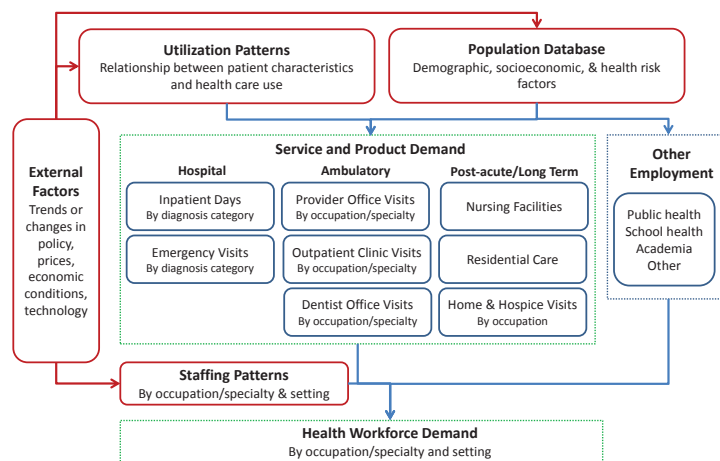 Utilization Patterns
Relationship between patient characteristics
and health care use
Population Database
Demographic, socioeconomic, & health risk
factors
External
Factors
Trends or
changes in
policy,
prices,
economic
conditions,
technology
Service and Product Demand
Hospital
Inpatient Days
By diagnosis category
Emergency Visits
By diagnosis category
Ambulatory
Provider Office Visits
By occupation/specialty
Outpatient Clinic Visits
By occupation/specialty
Dentist Office Visits
By occupation/specialty
Post-acute/Long Term
Nursing Facilities
Residential Care
Home & Hospice Visits
By occupation
Other
Employment
Public health
School health
Academia
Other
Staffing Patterns
By occupation/specialty & setting
Health Workforce Demand
By occupation/specialty and setting